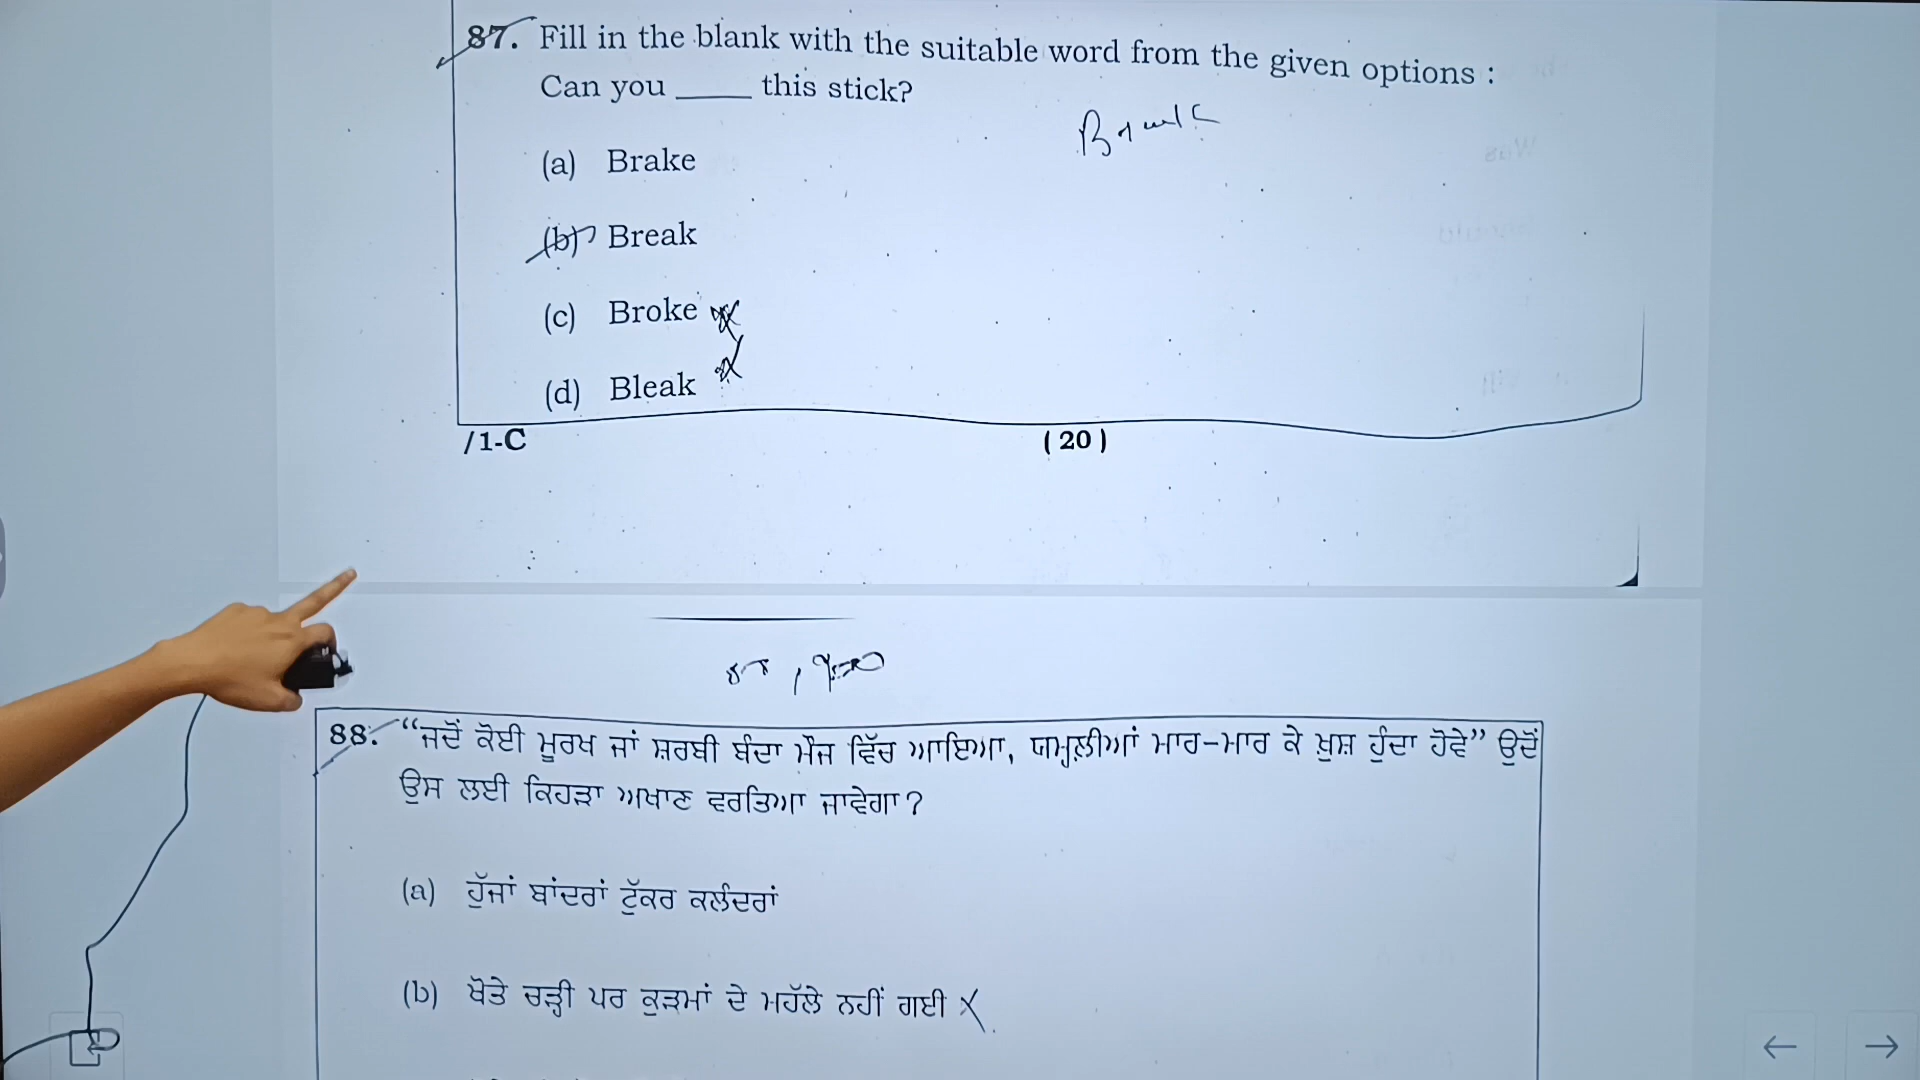 87. Fill in the blank with the suitable word from the given options :
Can you _____ this stick?
(a) Brake
(b) Break
(c) Broke
(d) Bleak
/1-C (20)
88. “ਜਦੋਂ ਕੋਈ ਮੂਰਖ ਜਾਂ ਸ਼ਰਬੀ ਬੰਦਾ ਮੌਜ ਵਿੱਚ ਆਇਆ, ਯਾਮ੍ਹਲੀਆਂ ਮਾਰ-ਮਾਰ ਕੇ ਖ਼ੁਸ਼ ਹੁੰਦਾ ਹੋਵੇ” ਉਦੋਂ
ਉਸ ਲਈ ਕਿਹੜਾ ਅਖਾਣ ਵਰਤਿਆ ਜਾਵੇਗਾ?
(a) ਹੁੱਜਾਂ ਬਾਂਦਰਾਂ ਟੁੱਕਰ ਕਲੰਦਰਾਂ
(b) ਖੋਤੇ ਚੜ੍ਹੀ ਪਰ ਕੁੜਮਾਂ ਦੇ ਮਹੱਲੇ ਨਹੀਂ ਗਈ